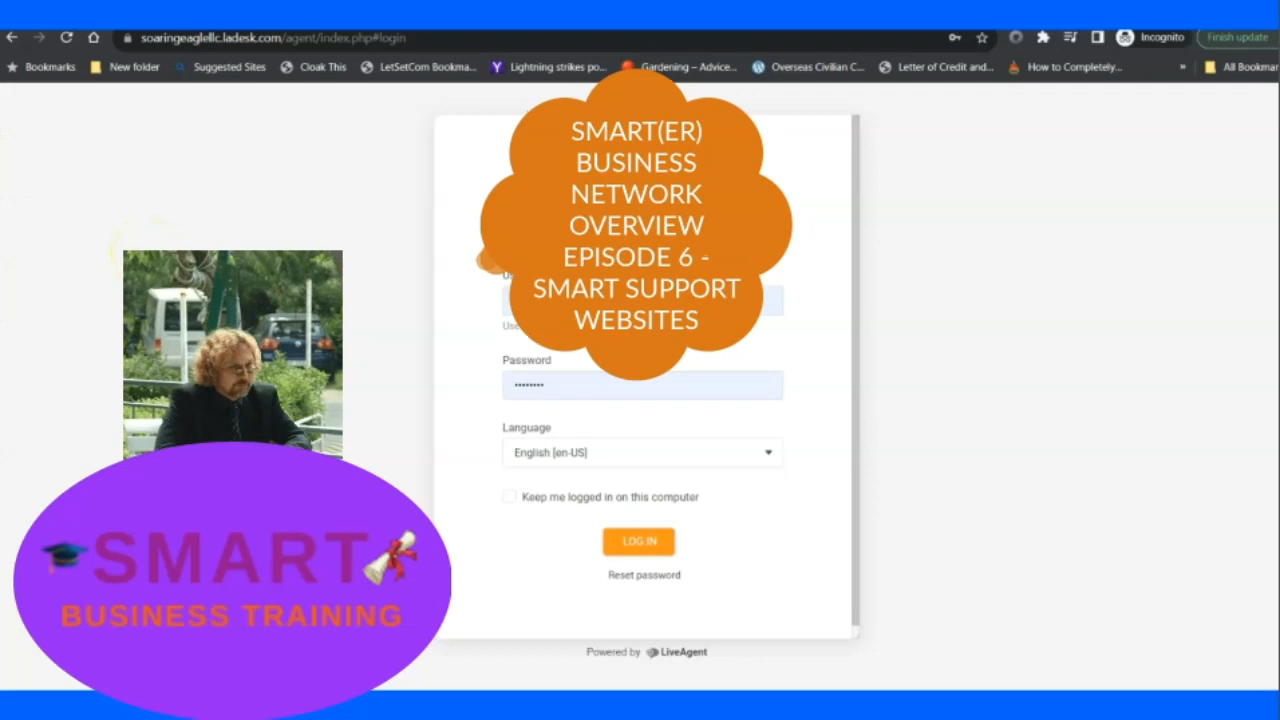 soaringeaglellc.ladesk.com/agent/index.php#login
Incognito
Finish update
Bookmarks
New folder
Suggested Sites
Cloak This
LetSetCom Bookma...
Lightning strikes po...
Gardening – Advice...
Overseas Civilian C...
Letter of Credit and...
How to Completely...
»
All Bookmar
SMART(ER)
BUSINESS
NETWORK
OVERVIEW
EPISODE 6 -
SMART SUPPORT
WEBSITES
Password
••••••••
Language
English [en-US]
Keep me logged in on this computer
LOG IN
Reset password
Powered by LiveAgent
SMART
BUSINESS TRAINING